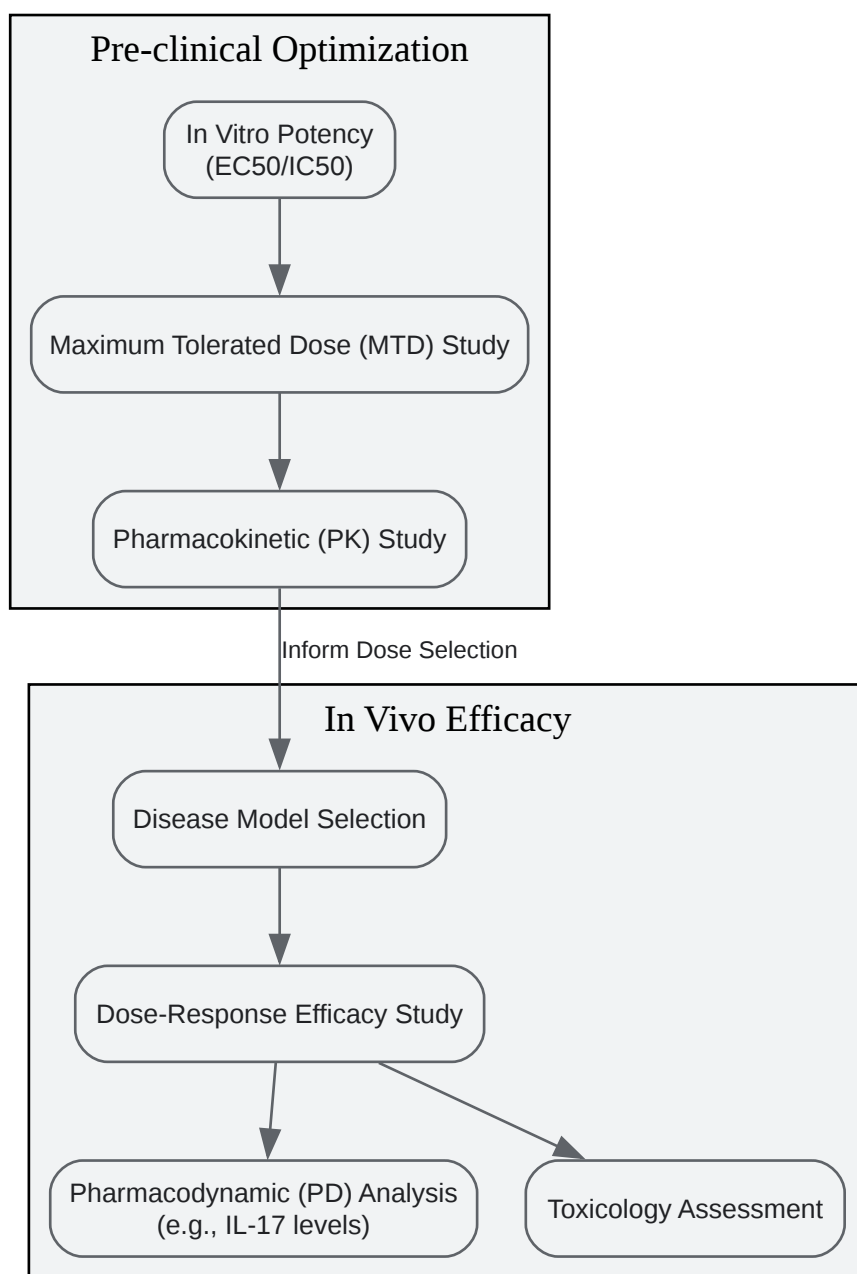 Pre-clinical Optimization
In Vitro Potency
(EC50/IC50)
Maximum Tolerated Dose (MTD) Study
Pharmacokinetic (PK) Study
Inform Dose Selection
In Vivo Efficacy
Disease Model Selection
Dose-Response Efficacy Study
Pharmacodynamic (PD) Analysis
(e.g., IL-17 levels)
Toxicology Assessment